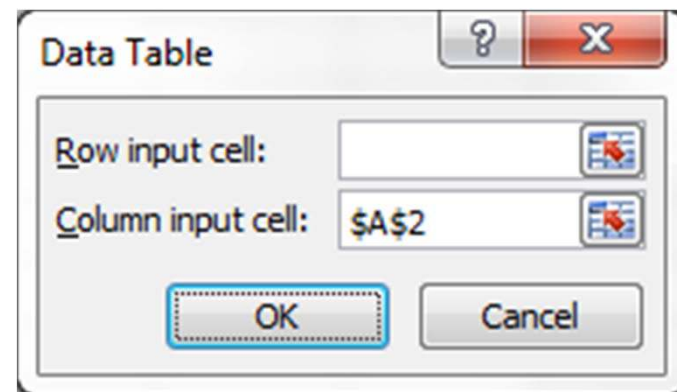 Data Table
Row input cell:
Column input cell: $A$2
OK Cancel